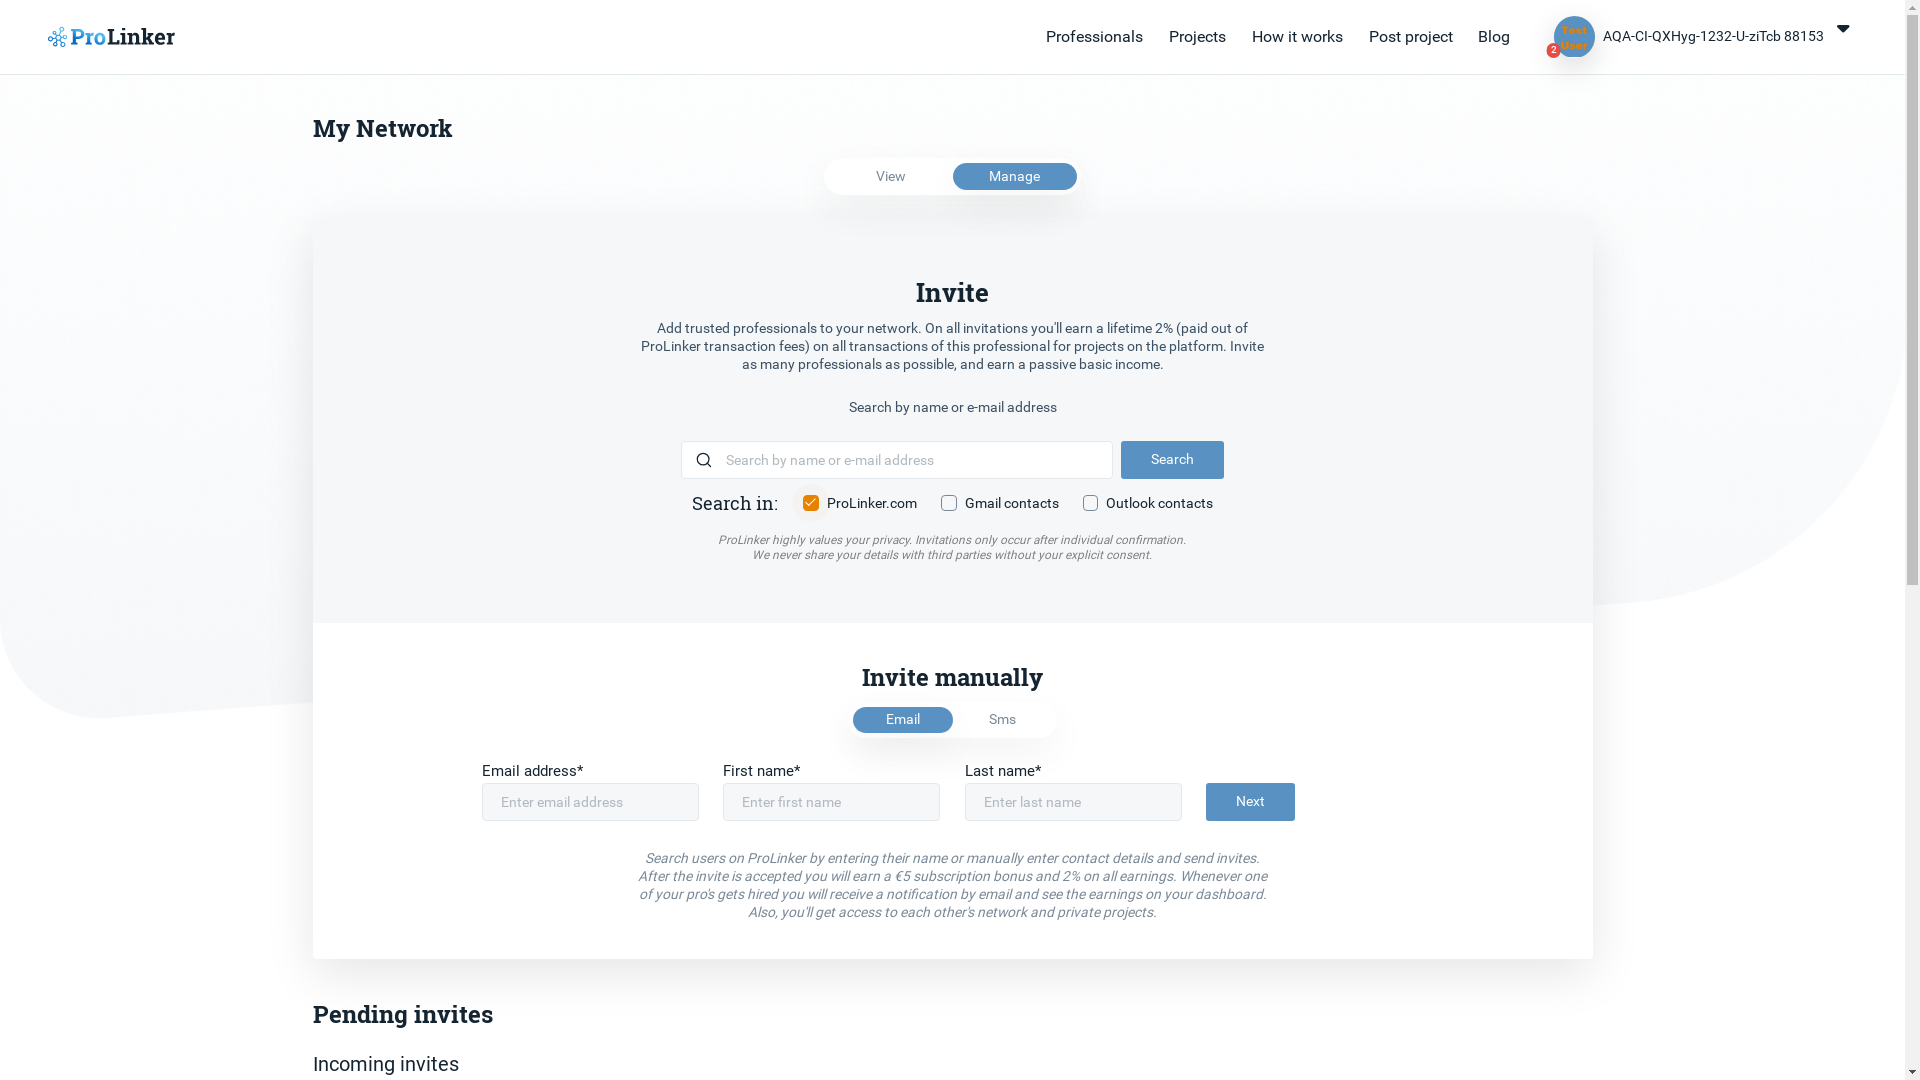 ProLinker
Professionals
Projects
How it works
Post project
Blog
Test
User
2
AQA-CI-QXHyg-1232-U-ziTcb 88153
My Network
View
Manage
Invite
Add trusted professionals to your network. On all invitations you'll earn a lifetime 2% (paid out of
ProLinker transaction fees) on all transactions of this professional for projects on the platform. Invite
as many professionals as possible, and earn a passive basic income.
Search by name or e-mail address
Search by name or e-mail address
Search
Search in:
ProLinker.com
Gmail contacts
Outlook contacts
ProLinker highly values your privacy. Invitations only occur after individual confirmation.
We never share your details with third parties without your explicit consent.
Invite manually
Email
Sms
Email address*
First name*
Last name*
Enter email address
Enter first name
Enter last name
Next
Search users on ProLinker by entering their name or manually enter contact details and send invites.
After the invite is accepted you will earn a €5 subscription bonus and 2% on all earnings. Whenever one
of your pro's gets hired you will receive a notification by email and see the earnings on your dashboard.
Also, you'll get access to each other's network and private projects.
Pending invites
Incoming invites